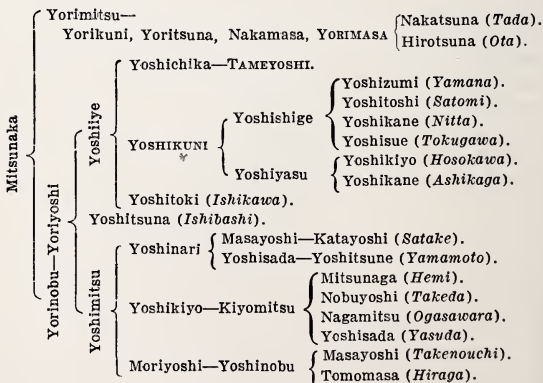 Mitsunaka
Yorimitsu—
Yorikuni, Yoritsuna, Nakamasa, YORIMASA
Nakatsuna (Tada).
Hirotsuna (Ota).
Yorinobu—Yoriyoshi
Yoshiiye
Yoshichika—TAMEYOSHI.
YOSHIKUNI
Yoshishige
Yoshizumi (Yamana).
Yoshitoshi (Satomi).
Yoshikane (Nitta).
Yoshisue (Tokugawa).
Yoshiyasu
Yoshikiyo (Hosokawa).
Yoshikane (Ashikaga).
Yoshitoki (Ishikawa).
Yoshitsuna (Ishibashi).
Yoshimitsu
Yoshinari
Masayoshi—Katayoshi (Satake).
Yoshisada—Yoshitsune (Yamamoto).
Yoshikiyo—Kiyomitsu
Mitsunaga (Hemi).
Nobuyoshi (Takeda).
Nagamitsu (Ogasawara).
Yoshisada (Yasuda).
Moriyoshi—Yoshinobu
Masayoshi (Takenouchi).
Tomomasa (Hiraga).